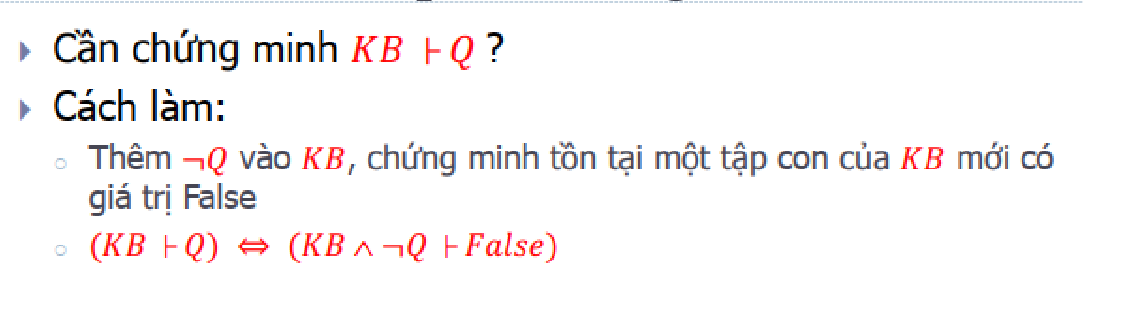 Cần chứng minh KB ⊢ Q ?
Cách làm:
Thêm ¬Q vào KB, chứng minh tồn tại một tập con của KB mới có
giá trị False
(KB ⊢ Q) ⇔ (KB ∧ ¬Q ⊢ False)